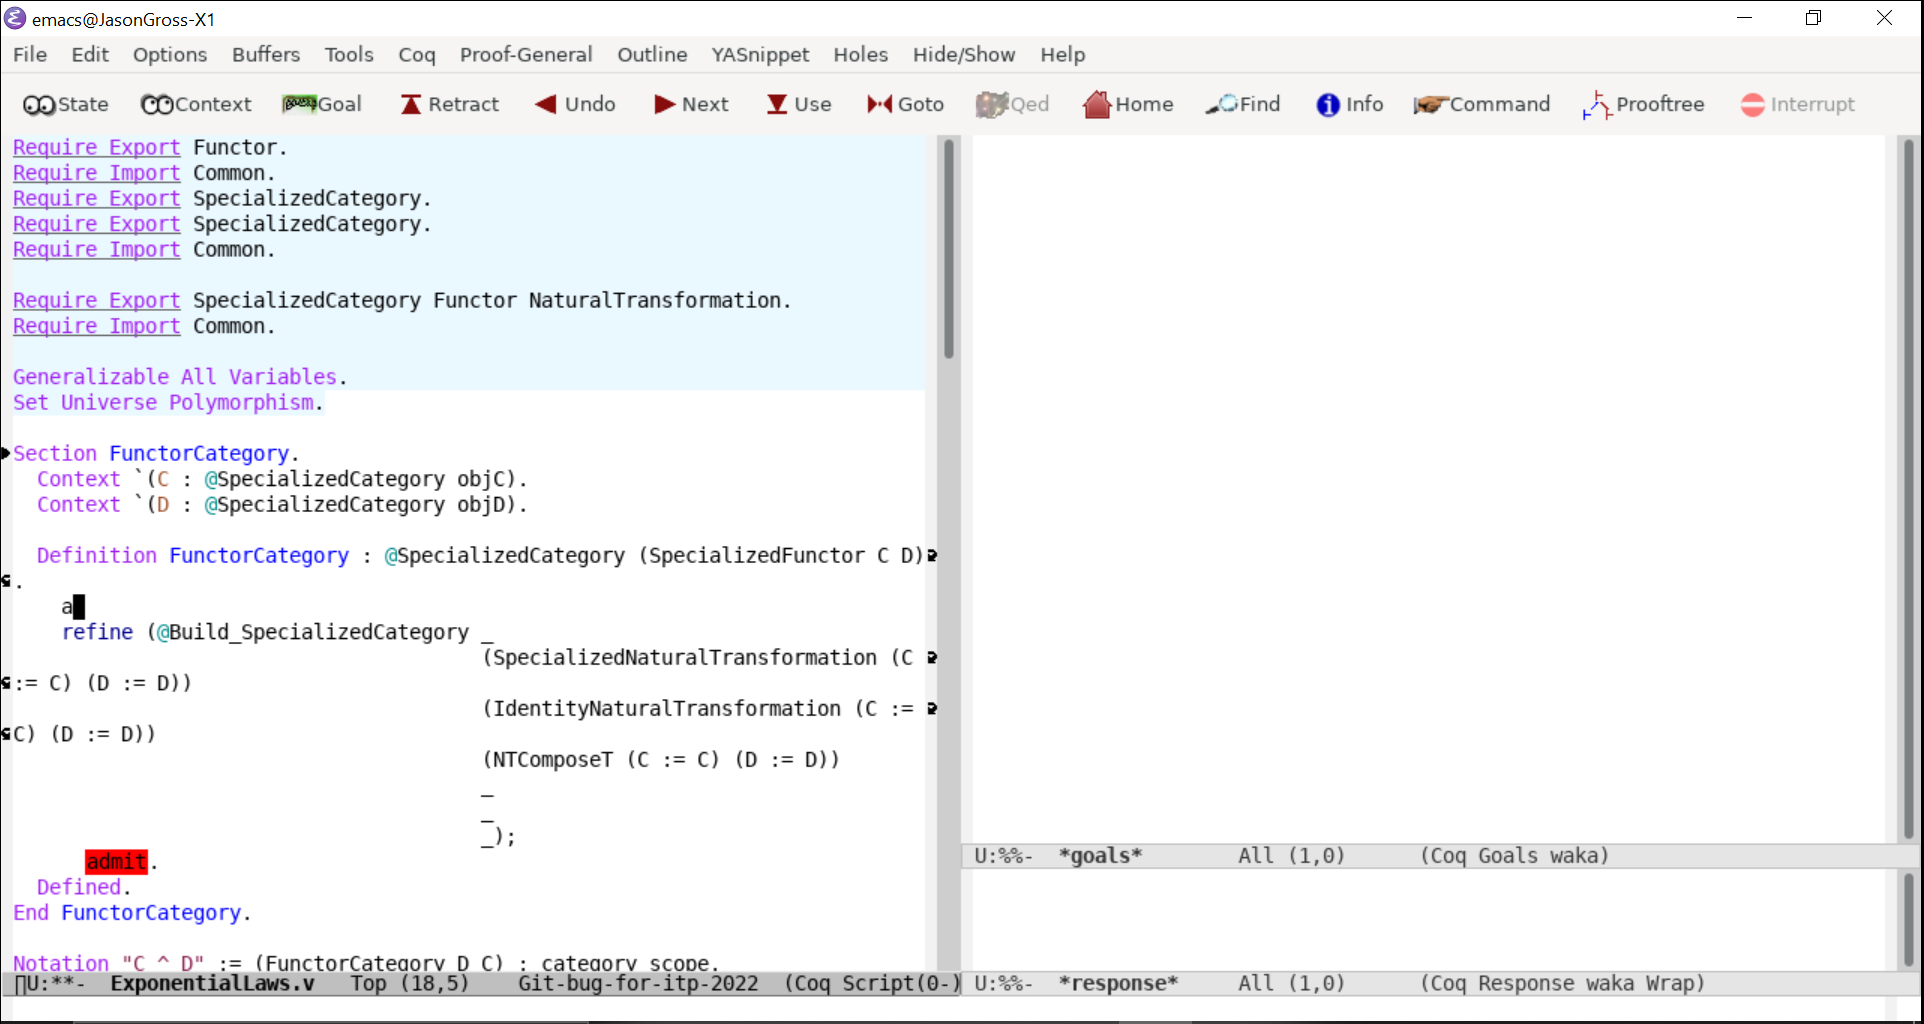 emacs@JasonGross-X1
File Edit Options Buffers Tools Coq Proof-General Outline YASnippet Holes Hide/Show Help
State Context Goal Retract Undo Next Use Goto Qed Home Find Info Command Prooftree Interrupt
Require Export Functor.
Require Import Common.
Require Export SpecializedCategory.
Require Export SpecializedCategory.
Require Import Common.
Require Export SpecializedCategory Functor NaturalTransformation.
Require Import Common.
Generalizable All Variables.
Set Universe Polymorphism.
Section FunctorCategory.
Context `(C : @SpecializedCategory objC).
Context `(D : @SpecializedCategory objD).
Definition FunctorCategory : @SpecializedCategory (SpecializedFunctor C D)
.
a
refine (@Build_SpecializedCategory _
(SpecializedNaturalTransformation (C
:= C) (D := D))
(IdentityNaturalTransformation (C :=
C) (D := D))
(NTComposeT (C := C) (D := D))
_
_
_);
admit.
Defined.
End FunctorCategory.
Notation "C ^ D" := (FunctorCategory D C) : category_scope.
U:**- ExponentialLaws.v Top (18,5) Git-bug-for-itp-2022 (Coq Script(0-)
U:%%- *goals* All (1,0) (Coq Goals waka)
U:%%- *response* All (1,0) (Coq Response waka Wrap)